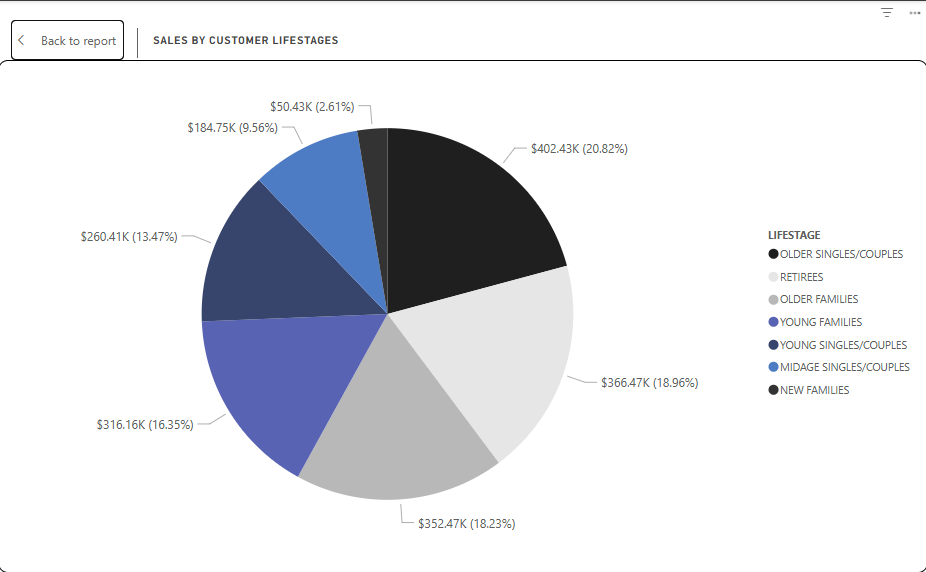 Back to report
SALES BY CUSTOMER LIFESTAGES
$50.43K (2.61%)
$184.75K (9.56%)
$402.43K (20.82%)
$260.41K (13.47%)
$366.47K (18.96%)
$316.16K (16.35%)
$352.47K (18.23%)
LIFESTAGE
OLDER SINGLES/COUPLES
RETIREES
OLDER FAMILIES
YOUNG FAMILIES
YOUNG SINGLES/COUPLES
MIDAGE SINGLES/COUPLES
NEW FAMILIES